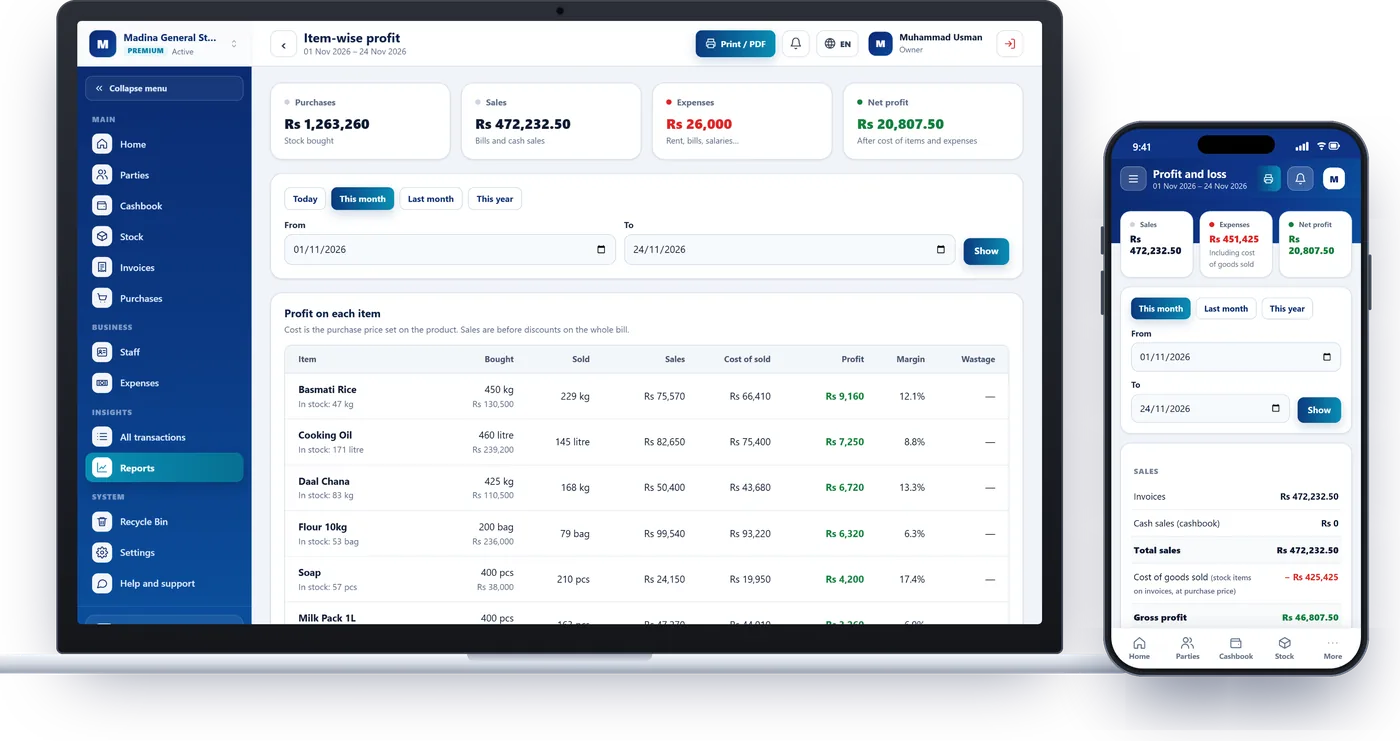 M
Madina General St...
PREMIUM Active
Collapse menu
MAIN
Home
Parties
Cashbook
Stock
Invoices
Purchases
BUSINESS
Staff
Expenses
INSIGHTS
All transactions
Reports
SYSTEM
Recycle Bin
Settings
Help and support
Item-wise profit
01 Nov 2026 – 24 Nov 2026
Print / PDF
EN
M
Muhammad Usman
Owner
Purchases
Rs 1,263,260
Stock bought
Sales
Rs 472,232.50
Bills and cash sales
Expenses
Rs 26,000
Rent, bills, salaries...
Net profit
Rs 20,807.50
After cost of items and expenses
Today This month Last month This year
From To
01/11/2026 24/11/2026 Show
Profit on each item
Cost is the purchase price set on the product. Sales are before discounts on the whole bill.
Item Bought Sold Sales Cost of sold Profit Margin Wastage
Basmati Rice 450 kg
229 kg Rs 75,570 Rs 66,410 Rs 9,160 12.1% —
In stock: 47 kg Rs 130,500
Cooking Oil 460 litre
145 litre Rs 82,650 Rs 75,400 Rs 7,250 8.8% —
In stock: 171 litre Rs 239,200
Daal Chana 425 kg
168 kg Rs 50,400 Rs 43,680 Rs 6,720 13.3% —
In stock: 83 kg Rs 110,500
Flour 10kg 200 bag
79 bag Rs 99,540 Rs 93,220 Rs 6,320 6.3% —
In stock: 53 bag Rs 236,000
Soap 400 pcs
210 pcs Rs 24,150 Rs 19,950 Rs 4,200 17.4% —
In stock: 57 pcs Rs 38,000
Milk Pack 1L 400 pcs
9:41
Profit and loss
01 Nov 2026 – 24 Nov 2026
M
Sales
Rs
472,232.50
Expenses
Rs 451,425
Including cost
of goods sold
Net profit
Rs
20,807.50
This month Last month This year
From
01/11/2026
To
24/11/2026 Show
SALES
Invoices Rs 472,232.50
Cash sales (cashbook) Rs 0
Total sales Rs 472,232.50
Cost of goods sold (stock items − Rs 425,425
on invoices, at purchase price)
Gross profit Rs 46,807.50
Home Parties Cashbook Stock More